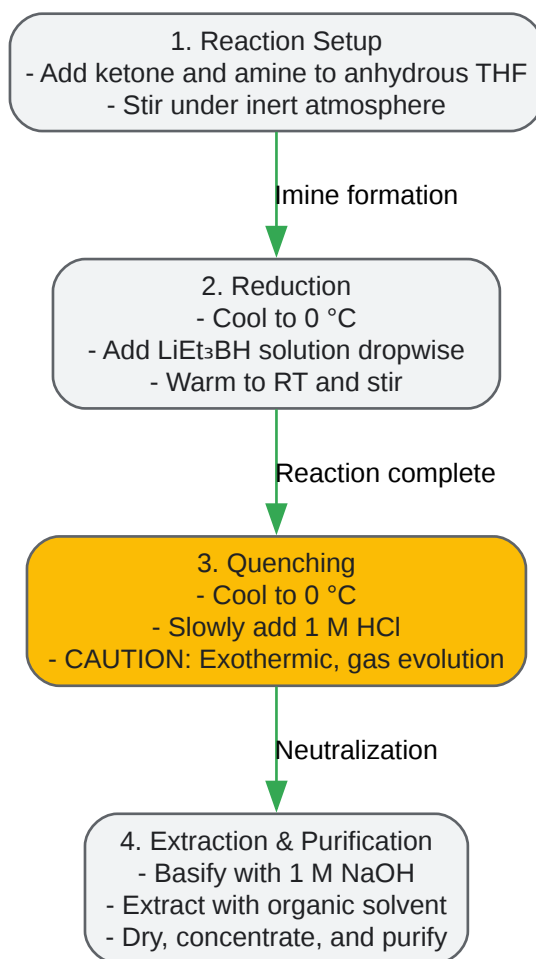 1. Reaction Setup
- Add ketone and amine to anhydrous THF
- Stir under inert atmosphere
Imine formation
2. Reduction
- Cool to 0 °C
- Add LiEt₃BH solution dropwise
- Warm to RT and stir
Reaction complete
3. Quenching
- Cool to 0 °C
- Slowly add 1 M HCl
- CAUTION: Exothermic, gas evolution
Neutralization
4. Extraction & Purification
- Basify with 1 M NaOH
- Extract with organic solvent
- Dry, concentrate, and purify